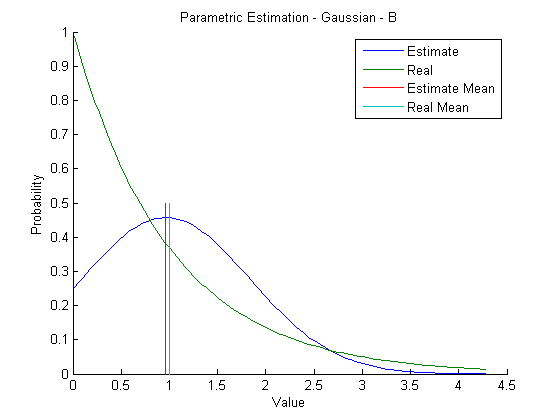 Parametric Estimation - Gaussian - B
Estimate
Real
Estimate Mean
Real Mean
Probability
1
0.9
0.8
0.7
0.6
0.5
0.4
0.3
0.2
0.1
0
0 0.5 1 1.5 2 2.5 3 3.5 4 4.5
Value